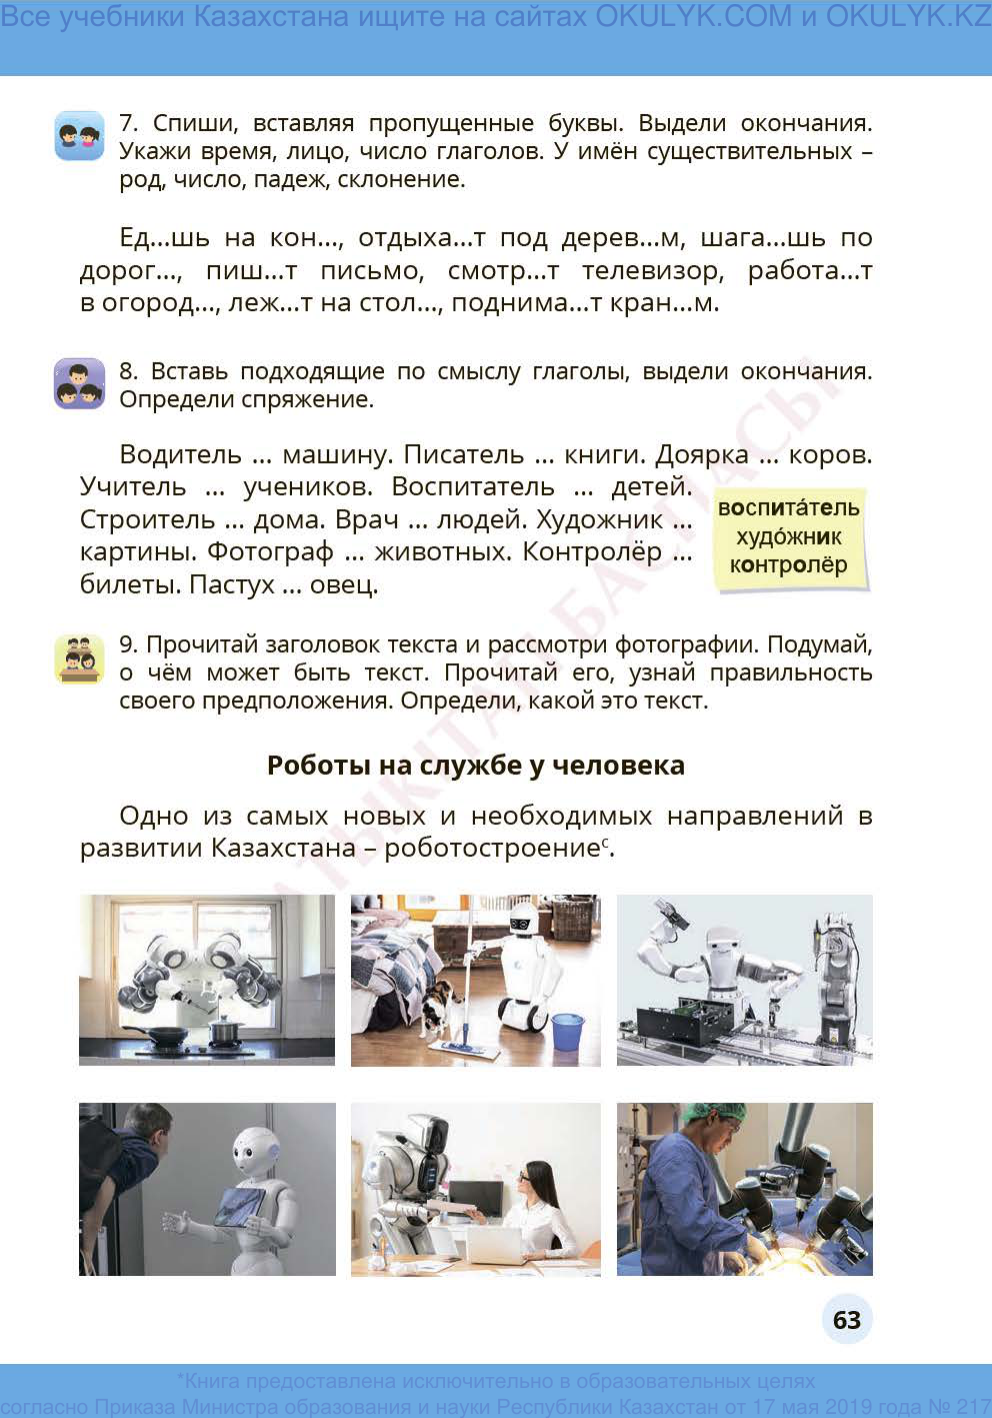 Все учебники Казахстана ищите на сайтах OKULYK.COM и OKULYK.KZ
7. Спиши, вставляя пропущенные буквы. Выдели окончания.
Укажи время, лицо, число глаголов. У имён существительных –
род, число, падеж, склонение.
Ед...шь на кон..., отдыха...т под дерев...м, шага...шь по
дорог..., пиш...т письмо, смотр...т телевизор, работа...т
в огород..., леж...т на стол..., поднима...т кран...м.
8. Вставь подходящие по смыслу глаголы, выдели окончания.
Определи спряжение.
Водитель ... машину. Писатель ... книги. Доярка ... коров.
Учитель ... учеников. Воспитатель ... детей.
Строитель ... дома. Врач ... людей. Художник ...
картины. Фотограф ... животных. Контролёр ...
билеты. Пастух ... овец.
воспита́тель
худо́жник
контролёр
9. Прочитай заголовок текста и рассмотри фотографии. Подумай,
о чём может быть текст. Прочитай его, узнай правильность
своего предположения. Определи, какой это текст.
Роботы на службе у человека
Одно из самых новых и необходимых направлений в
развитии Казахстана – роботостроениеᶜ.
63
*Книга предоставлена исключительно в образовательных целях
согласно Приказа Министра образования и науки Республики Казахстан от 17 мая 2019 года № 217